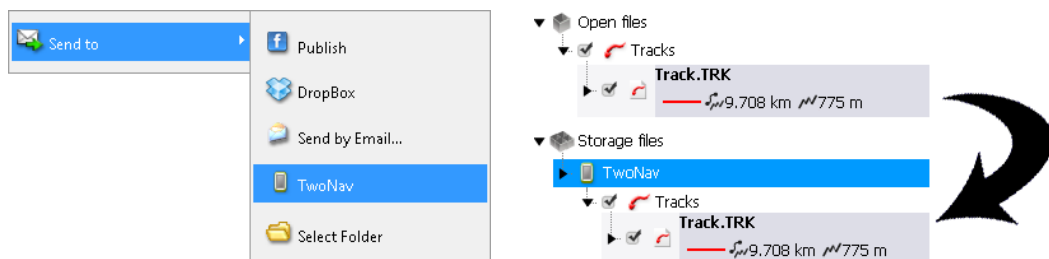 Send to
Publish
DropBox
Send by Email...
TwoNav
Select Folder
Open files
Tracks
Track.TRK
9.708 km 775 m
Storage files
TwoNav
Tracks
Track.TRK
9.708 km 775 m